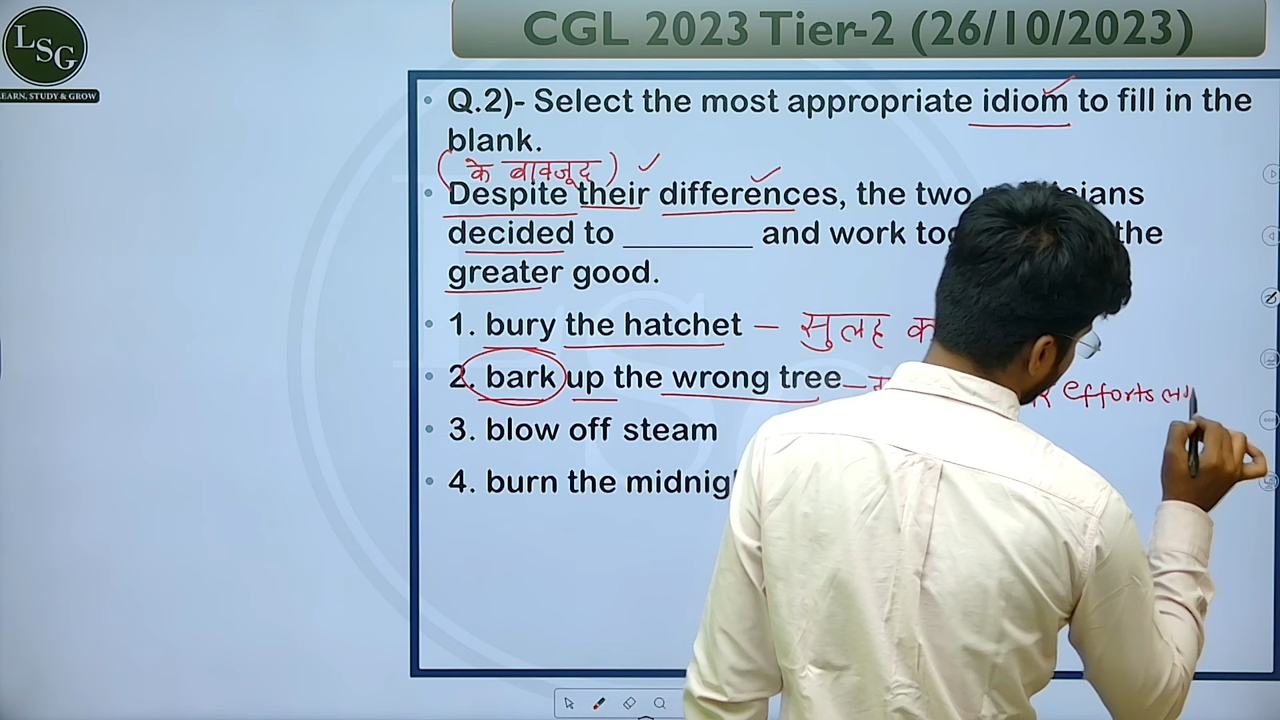 LSG
LEARN, STUDY & GROW
CGL 2023 Tier-2 (26/10/2023)
Q.2)- Select the most appropriate idiom to fill in the
blank.
(के बावजूद)
Despite their differences, the two
decided to ________ and work the
greater good.
1. bury the hatchet – सुलह
2. bark up the wrong tree – efforts
3. blow off steam
4. burn the